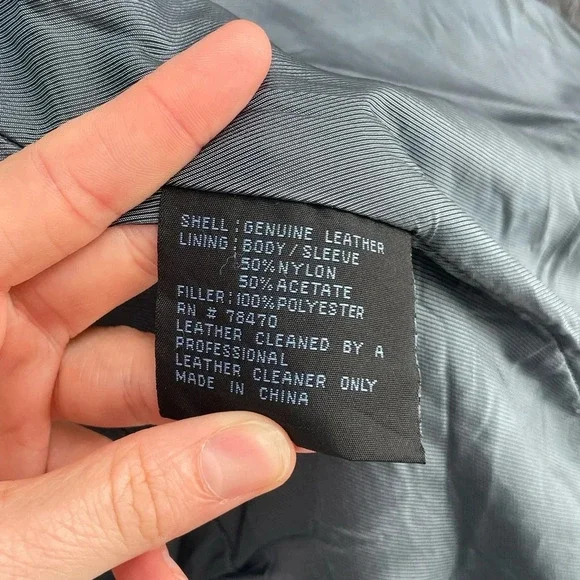 SHELL: GENUINE LEATHER
LINING: BODY/SLEEVE
50%NYLON
50%ACETATE
FILLER: 100%POLYESTER
RN # 78470
LEATHER CLEANED BY A
PROFESSIONAL
LEATHER CLEANER ONLY
MADE IN CHINA